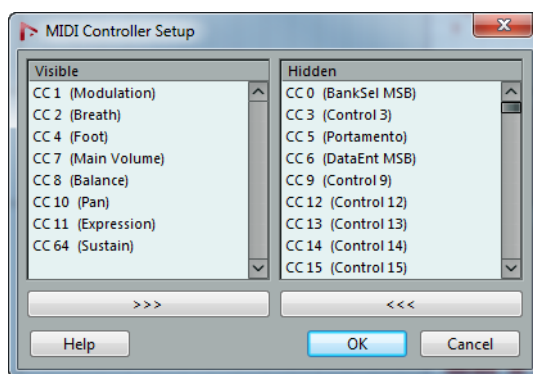 MIDI Controller Setup
Visible
CC 1 (Modulation)
CC 2 (Breath)
CC 4 (Foot)
CC 7 (Main Volume)
CC 8 (Balance)
CC 10 (Pan)
CC 11 (Expression)
CC 64 (Sustain)
>>>
Hidden
CC 0 (BankSel MSB)
CC 3 (Control 3)
CC 5 (Portamento)
CC 6 (DataEnt MSB)
CC 9 (Control 9)
CC 12 (Control 12)
CC 13 (Control 13)
CC 14 (Control 14)
CC 15 (Control 15)
<<<
Help
OK
Cancel